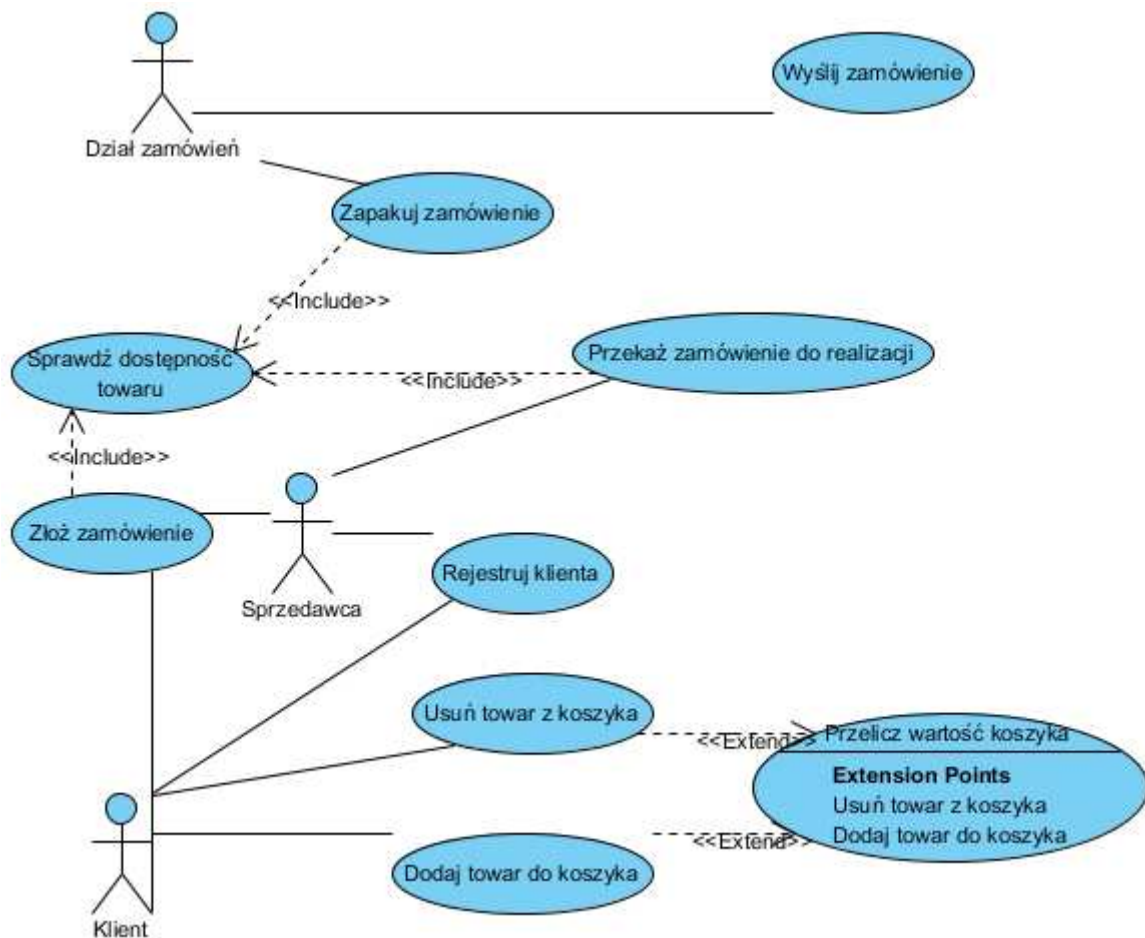 Wyślij zamówienie
Dział zamówień
Zapakuj zamówienie
<<Include>>
Sprawdź dostępność
towaru
Przekaż zamówienie do realizacji
<<Include>>
<<Include>>
Złoż zamówienie
Sprzedawca
Rejestruj klienta
Usuń towar z koszyka
<<Extend>>
Przelicz wartość koszyka
Extension Points
Usuń towar z koszyka
Dodaj towar do koszyka
<<Extend>>
Dodaj towar do koszyka
Klient